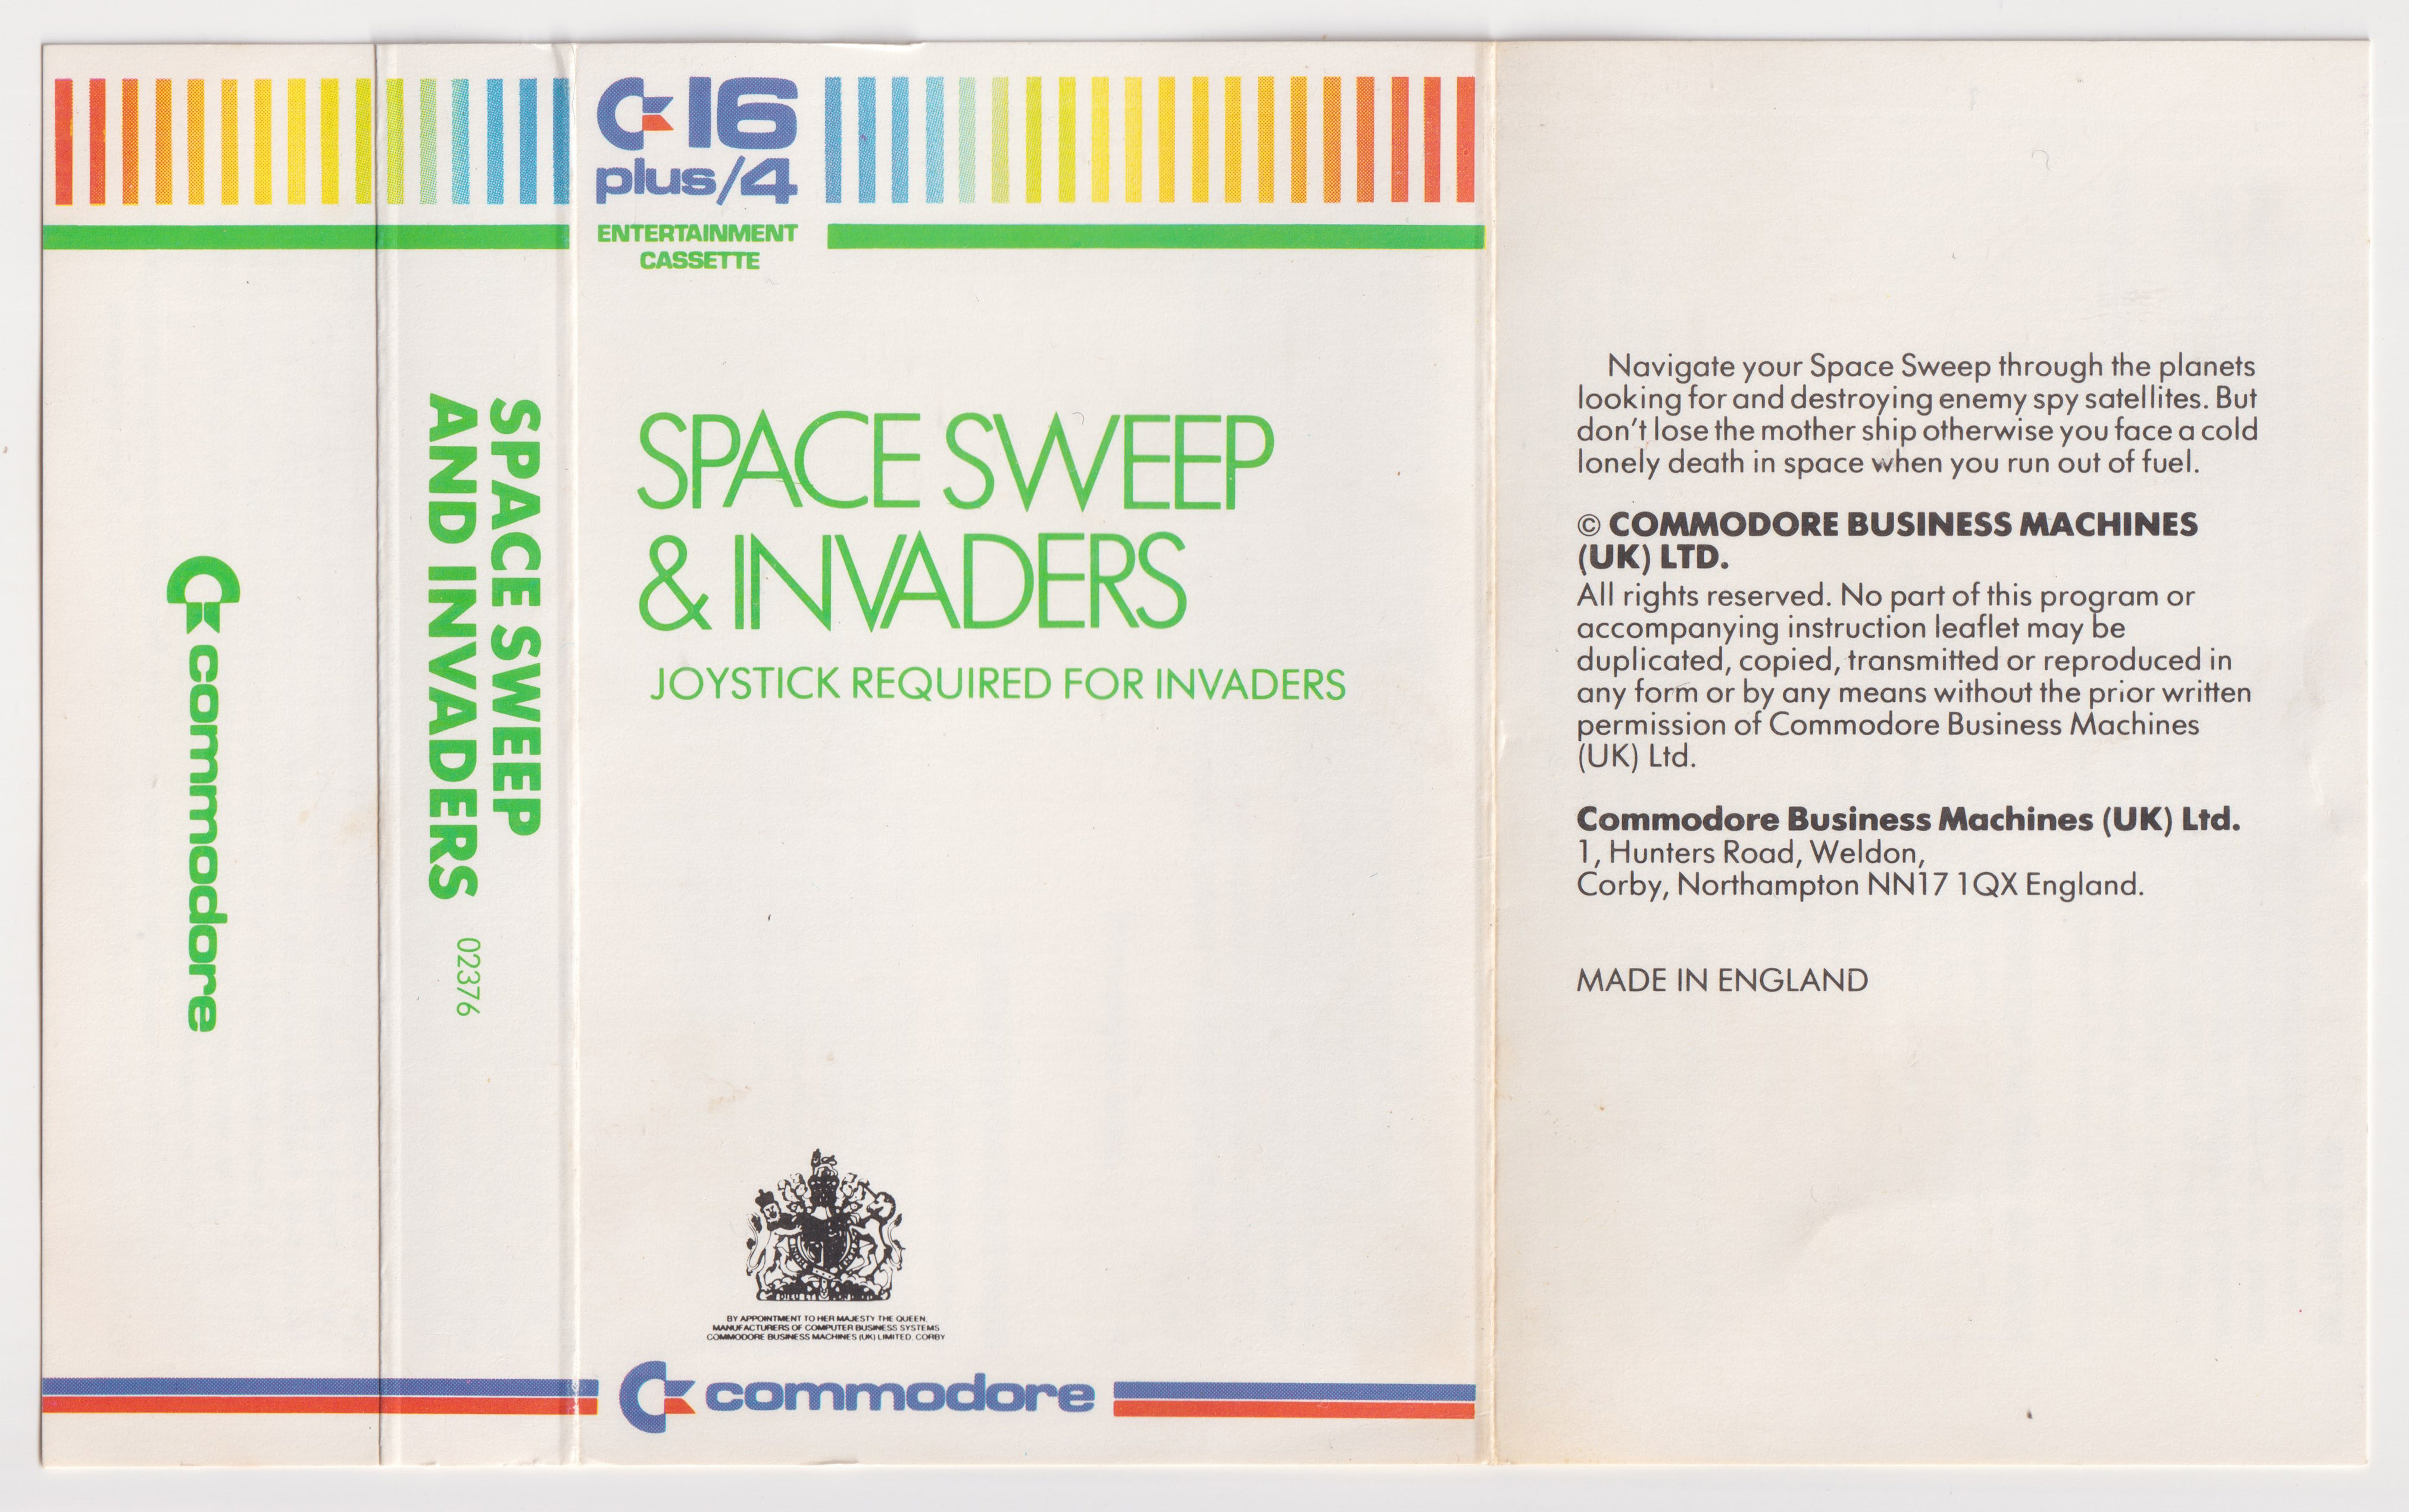 commodore
SPACE SWEEP
AND INVADERS
02376
C16
plus/4
ENTERTAINMENT
CASSETTE
SPACE SWEEP
& INVADERS
JOYSTICK REQUIRED FOR INVADERS
BY APPOINTMENT TO HER MAJESTY THE QUEEN.
MANUFACTURERS OF COMPUTER BUSINESS SYSTEMS
COMMODORE BUSINESS MACHINES (UK) LIMITED. CORBY
commodore
Navigate your Space Sweep through the planets
looking for and destroying enemy spy satellites. But
don't lose the mother ship otherwise you face a cold
lonely death in space when you run out of fuel.
© COMMODORE BUSINESS MACHINES
(UK) LTD.
All rights reserved. No part of this program or
accompanying instruction leaflet may be
duplicated, copied, transmitted or reproduced in
any form or by any means without the prior written
permission of Commodore Business Machines
(UK) Ltd.
Commodore Business Machines (UK) Ltd.
1, Hunters Road, Weldon,
Corby, Northampton NN17 1QX England.
MADE IN ENGLAND